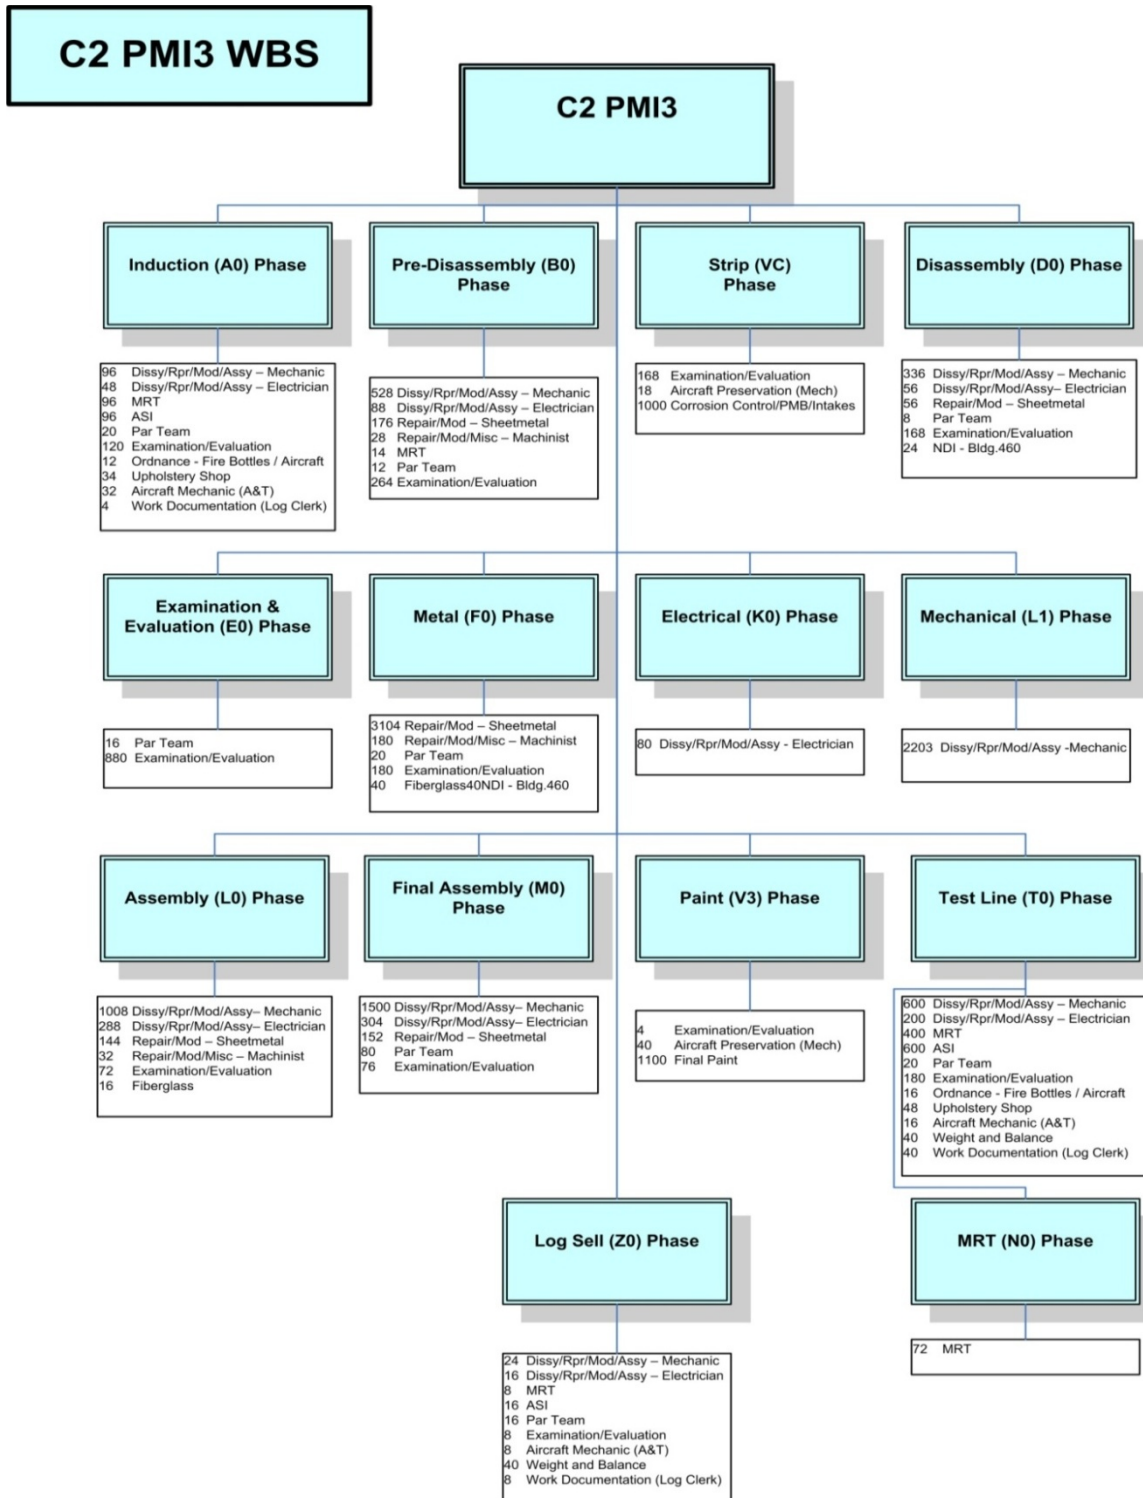 C2 PMI3 WBS
C2 PMI3
Induction (A0) Phase
96 Dissy/Rpr/Mod/Assy – Mechanic
48 Dissy/Rpr/Mod/Assy – Electrician
96 MRT
96 ASI
20 Par Team
120 Examination/Evaluation
12 Ordnance - Fire Bottles / Aircraft
34 Upholstery Shop
32 Aircraft Mechanic (A&T)
4 Work Documentation (Log Clerk)
Pre-Disassembly (B0)
Phase
528 Dissy/Rpr/Mod/Assy – Mechanic
88 Dissy/Rpr/Mod/Assy – Electrician
176 Repair/Mod – Sheetmetal
28 Repair/Mod/Misc – Machinist
14 MRT
12 Par Team
264 Examination/Evaluation
Strip (VC)
Phase
168 Examination/Evaluation
18 Aircraft Preservation (Mech)
1000 Corrosion Control/PMB/Intakes
Disassembly (D0) Phase
336 Dissy/Rpr/Mod/Assy – Mechanic
56 Dissy/Rpr/Mod/Assy– Electrician
56 Repair/Mod – Sheetmetal
8 Par Team
168 Examination/Evaluation
24 NDI - Bldg.460
Examination &
Evaluation (E0) Phase
16 Par Team
880 Examination/Evaluation
Metal (F0) Phase
3104 Repair/Mod – Sheetmetal
180 Repair/Mod/Misc – Machinist
20 Par Team
180 Examination/Evaluation
40 Fiberglass40NDI - Bldg.460
Electrical (K0) Phase
80 Dissy/Rpr/Mod/Assy - Electrician
Mechanical (L1) Phase
2203 Dissy/Rpr/Mod/Assy -Mechanic
Assembly (L0) Phase
1008 Dissy/Rpr/Mod/Assy– Mechanic
288 Dissy/Rpr/Mod/Assy– Electrician
144 Repair/Mod – Sheetmetal
32 Repair/Mod/Misc – Machinist
72 Examination/Evaluation
16 Fiberglass
Final Assembly (M0)
Phase
1500 Dissy/Rpr/Mod/Assy– Mechanic
304 Dissy/Rpr/Mod/Assy– Electrician
152 Repair/Mod – Sheetmetal
80 Par Team
76 Examination/Evaluation
Paint (V3) Phase
4 Examination/Evaluation
40 Aircraft Preservation (Mech)
1100 Final Paint
Test Line (T0) Phase
600 Dissy/Rpr/Mod/Assy – Mechanic
200 Dissy/Rpr/Mod/Assy – Electrician
400 MRT
600 ASI
20 Par Team
180 Examination/Evaluation
16 Ordnance - Fire Bottles / Aircraft
48 Upholstery Shop
16 Aircraft Mechanic (A&T)
40 Weight and Balance
40 Work Documentation (Log Clerk)
Log Sell (Z0) Phase
24 Dissy/Rpr/Mod/Assy – Mechanic
16 Dissy/Rpr/Mod/Assy – Electrician
8 MRT
16 ASI
16 Par Team
8 Examination/Evaluation
8 Aircraft Mechanic (A&T)
40 Weight and Balance
8 Work Documentation (Log Clerk)
MRT (N0) Phase
72 MRT